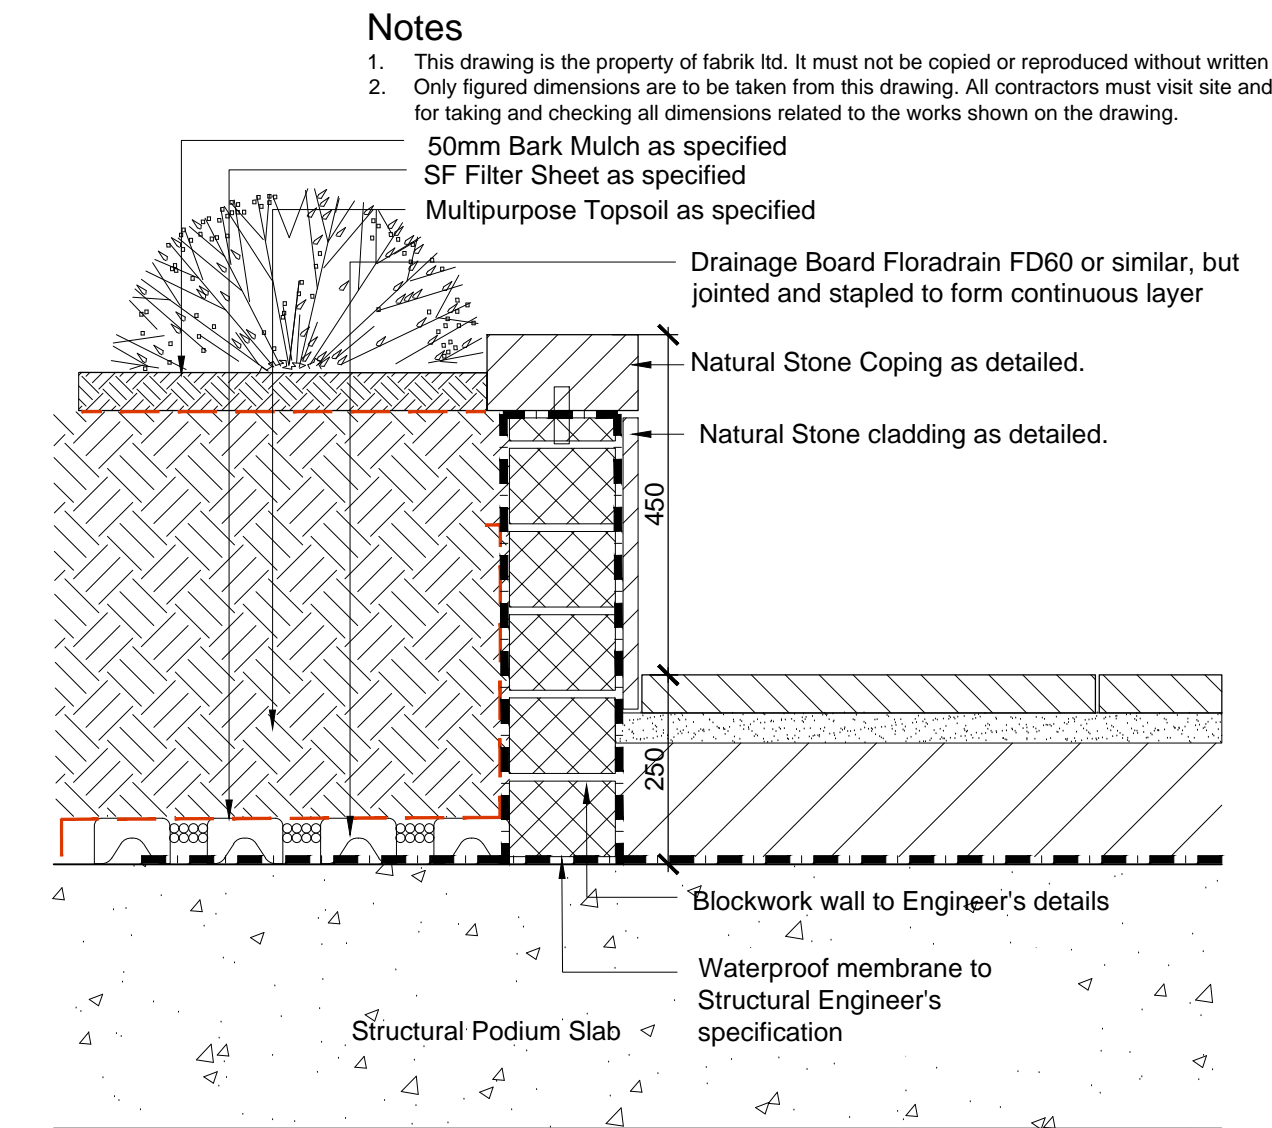 Notes
1. This drawing is the property of fabrik ltd. It must not be copied or reproduced without written
2. Only figured dimensions are to be taken from this drawing. All contractors must visit site and
for taking and checking all dimensions related to the works shown on the drawing.
50mm Bark Mulch as specified
SF Filter Sheet as specified
Multipurpose Topsoil as specified
Drainage Board Floradrain FD60 or similar, but
jointed and stapled to form continuous layer
Natural Stone Coping as detailed.
Natural Stone cladding as detailed.
450
250
Blockwork wall to Engineer's details
Waterproof membrane to
Structural Engineer's
specification
Structural Podium Slab